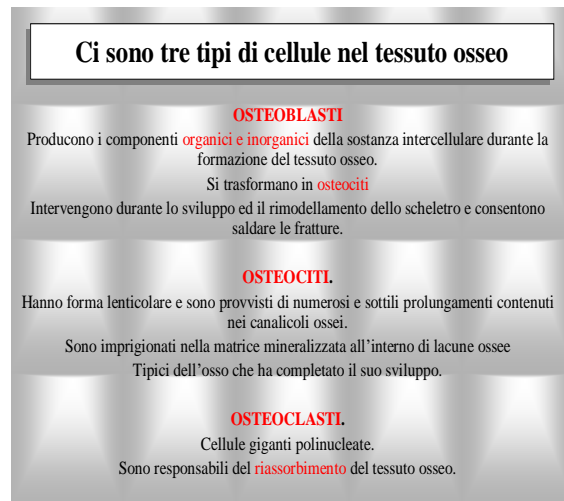 Ci sono tre tipi di cellule nel tessuto osseo
OSTEOBLASTI
Producono i componenti organici e inorganici della sostanza intercellulare durante la
formazione del tessuto osseo.
Si trasformano in osteociti
Intervengono durante lo sviluppo ed il rimodellamento dello scheletro e consentono
saldare le fratture.
OSTEOCITI.
Hanno forma lenticolare e sono provvisti di numerosi e sottili prolungamenti contenuti
nei canalicoli ossei.
Sono imprigionati nella matrice mineralizzata all'interno di lacune ossee
Tipici dell'osso che ha completato il suo sviluppo.
OSTEOCLASTI.
Cellule giganti polinucleate.
Sono responsabili del riassorbimento del tessuto osseo.